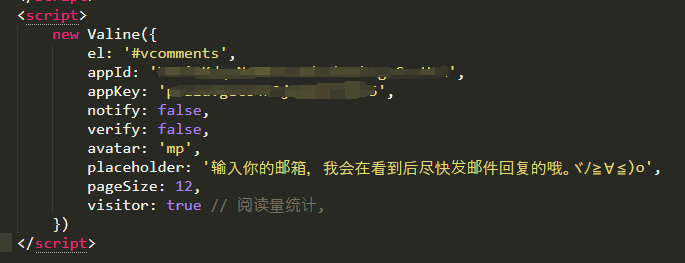 </script>
<script>
new Valine({
el: '#vcomments',
appId: '
appKey: '
notify: false,
verify: false,
avatar: 'mp',
placeholder: '输入你的邮箱，我会在看到后尽快发邮件回复的哦。ヾﾉ≧∀≦)o',
pageSize: 12,
visitor: true // 阅读量统计,
})
</script>